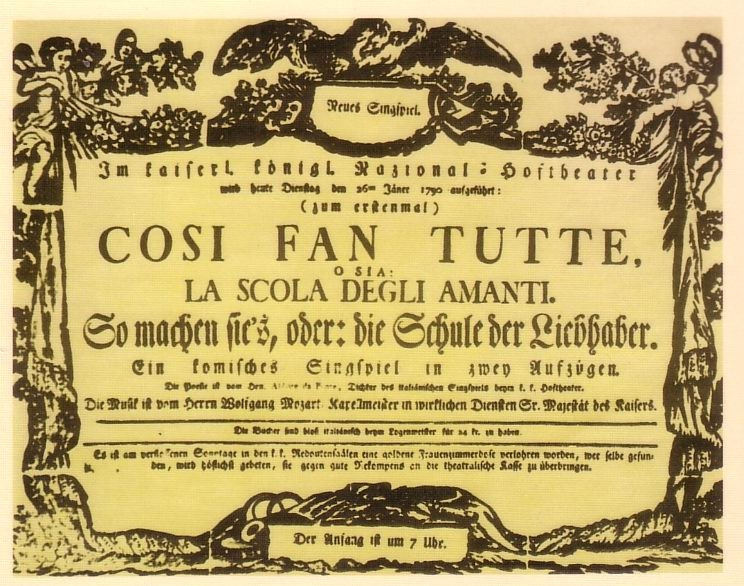 Neues Singspiel.
Im kaiserl. königl. Nazional-Hoftheater
wird heute Dienstag den 26ten Jäner 1790 aufgeführt:
(zum erstenmal)
COSI FAN TUTTE,
O SIA:
LA SCOLA DEGLI AMANTI.
So machen sie's, oder: die Schule der Liebhaber.
Ein komisches Singspiel in zwey Aufzügen.
Die Poesie ist vom Hrn. da Ponte, Dichter des italiänischen Singspiels beym k. k. Hoftheater.
Die Musik ist vom Herrn Wolfgang Mozart, Kapellmeister in wirklichen Diensten Sr. Majestät des Kaisers.
Die Bücher sind bloß italiänisch beym Logenmeister für 24 kr. zu haben.
Es ist am verflossenen Sonntage in den k. k. Redoutensäälen eine goldene Frauenzimmerdose verlohren worden, wer selbe gefun-
den, wird höflichst gebeten, sie gegen gute Rekompens an die theatralische Kasse zu überbringen.
Der Anfang ist um 7 Uhr.